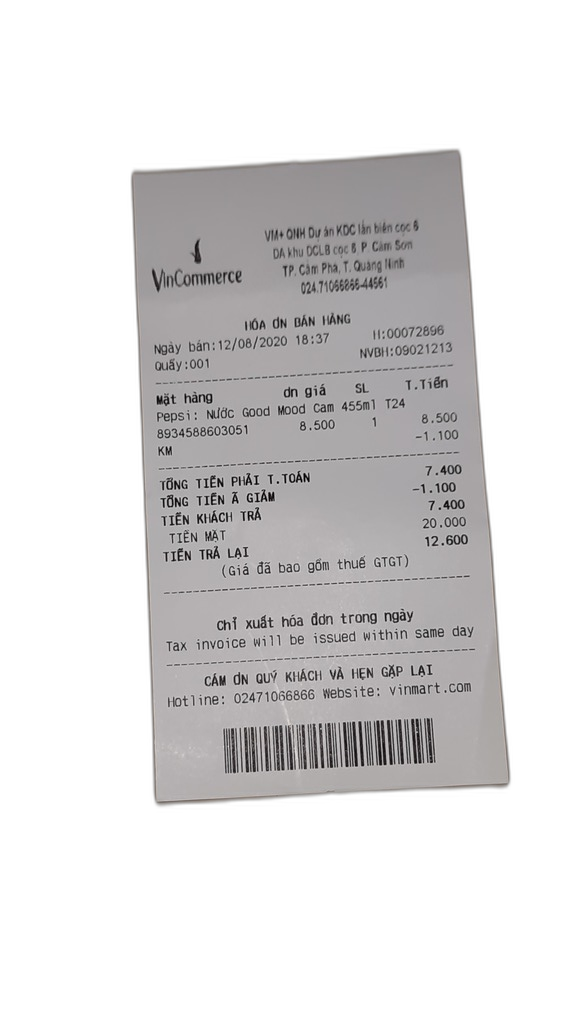 VinCommerce
VM+ QNH Dự án KDC lấn biển cọc 6
DA khu DCLB cọc 6, P. Cẩm Sơn
TP. Cẩm Phả, T. Quảng Ninh
024.71066866-44561
HÓA ƠN BÁN HÀNG
Ngày bán:12/08/2020 18:37 H:00072896
Quầy:001 NVBH:09021213
Mặt hàng ơn giá SL T.Tiền
Pepsi: Nước Good Mood Cam 455ml T24
8934588603051 8.500 1 8.500
KM -1.100
TỔNG TIỀN PHẢI T.TOÁN 7.400
TỔNG TIỀN Ã GIẢM -1.100
TIỀN KHÁCH TRẢ 7.400
TIỀN MẶT 20.000
TIỀN TRẢ LẠI 12.600
(Giá đã bao gồm thuế GTGT)
Chỉ xuất hóa đơn trong ngày
Tax invoice will be issued within same day
CẢM ƠN QUÝ KHÁCH VÀ HẸN GẶP LẠI
Hotline: 02471066866 Website: vinmart.com